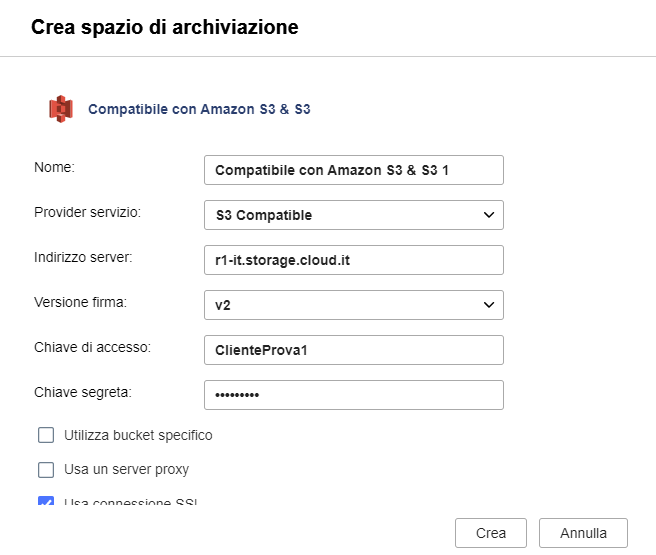 Crea spazio di archiviazione
Compatibile con Amazon S3 & S3
Nome:
Compatibile con Amazon S3 & S3 1
Provider servizio:
S3 Compatible
Indirizzo server:
r1-it.storage.cloud.it
Versione firma:
v2
Chiave di accesso:
ClienteProva1
Chiave segreta:
•••••••••
Utilizza bucket specifico
Usa un server proxy
Usa connessione SSL
Crea
Annulla